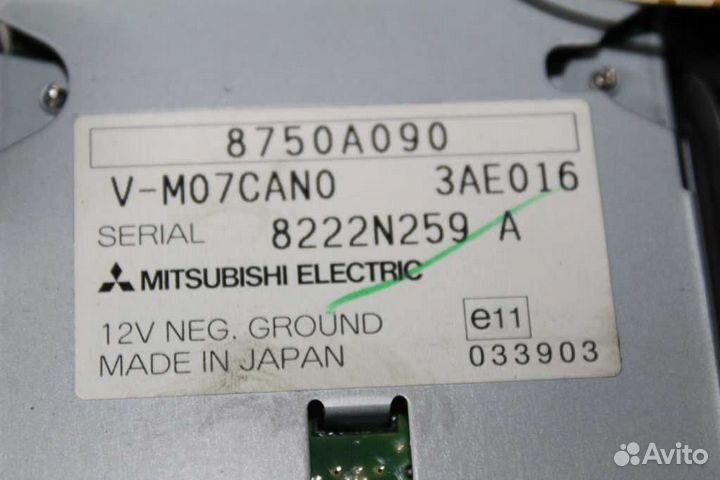 8750A090
V-M07CAN0 3AE016
SERIAL 8222N259 A
MITSUBISHI ELECTRIC
12V NEG. GROUND e11
MADE IN JAPAN 033903
Avito